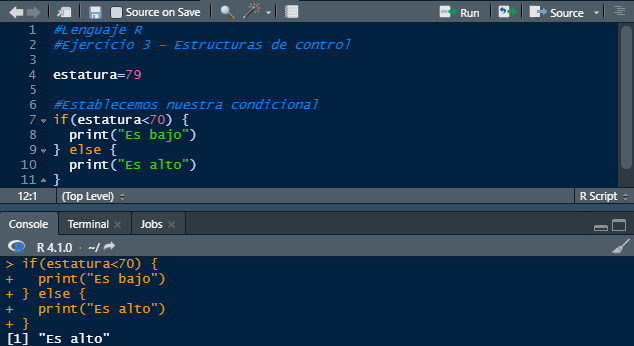 Source on Save Run Source
1 #Lenguaje R
2 #Ejercicio 3 - Estructuras de control
3
4 estatura=79
5
6 #Establecemos nuestra condicional
7 if(estatura<70) {
8 print("Es bajo")
9 } else {
10 print("Es alto")
11 }
12:1 (Top Level) R Script
Console Terminal Jobs
R 4.1.0 · ~/
> if(estatura<70) {
+ print("Es bajo")
+ } else {
+ print("Es alto")
+ }
[1] "Es alto"